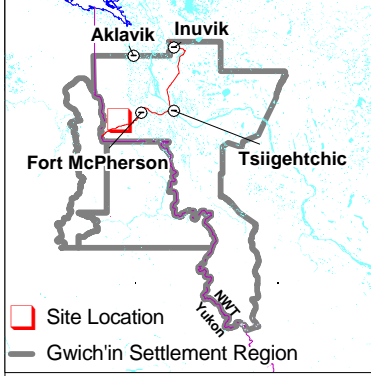 Aklavik
Inuvik
Fort McPherson
Tsiigehtchic
NWT
Yukon
Site Location
Gwich'in Settlement Region